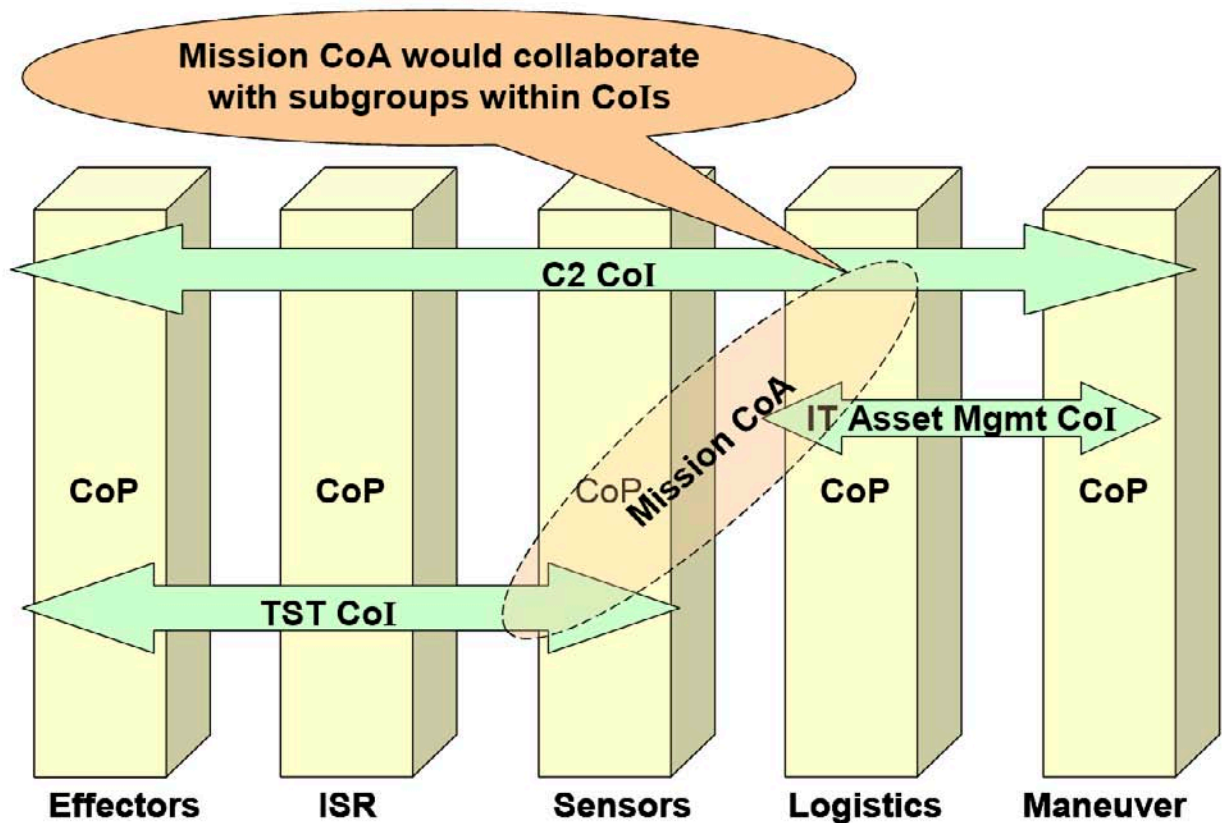 Mission CoA would collaborate
with subgroups within CoIs
C2 CoI
Mission CoA
IT Asset Mgmt CoI
CoP
CoP
CoP
CoP
CoP
TST CoI
Effectors
ISR
Sensors
Logistics
Maneuver